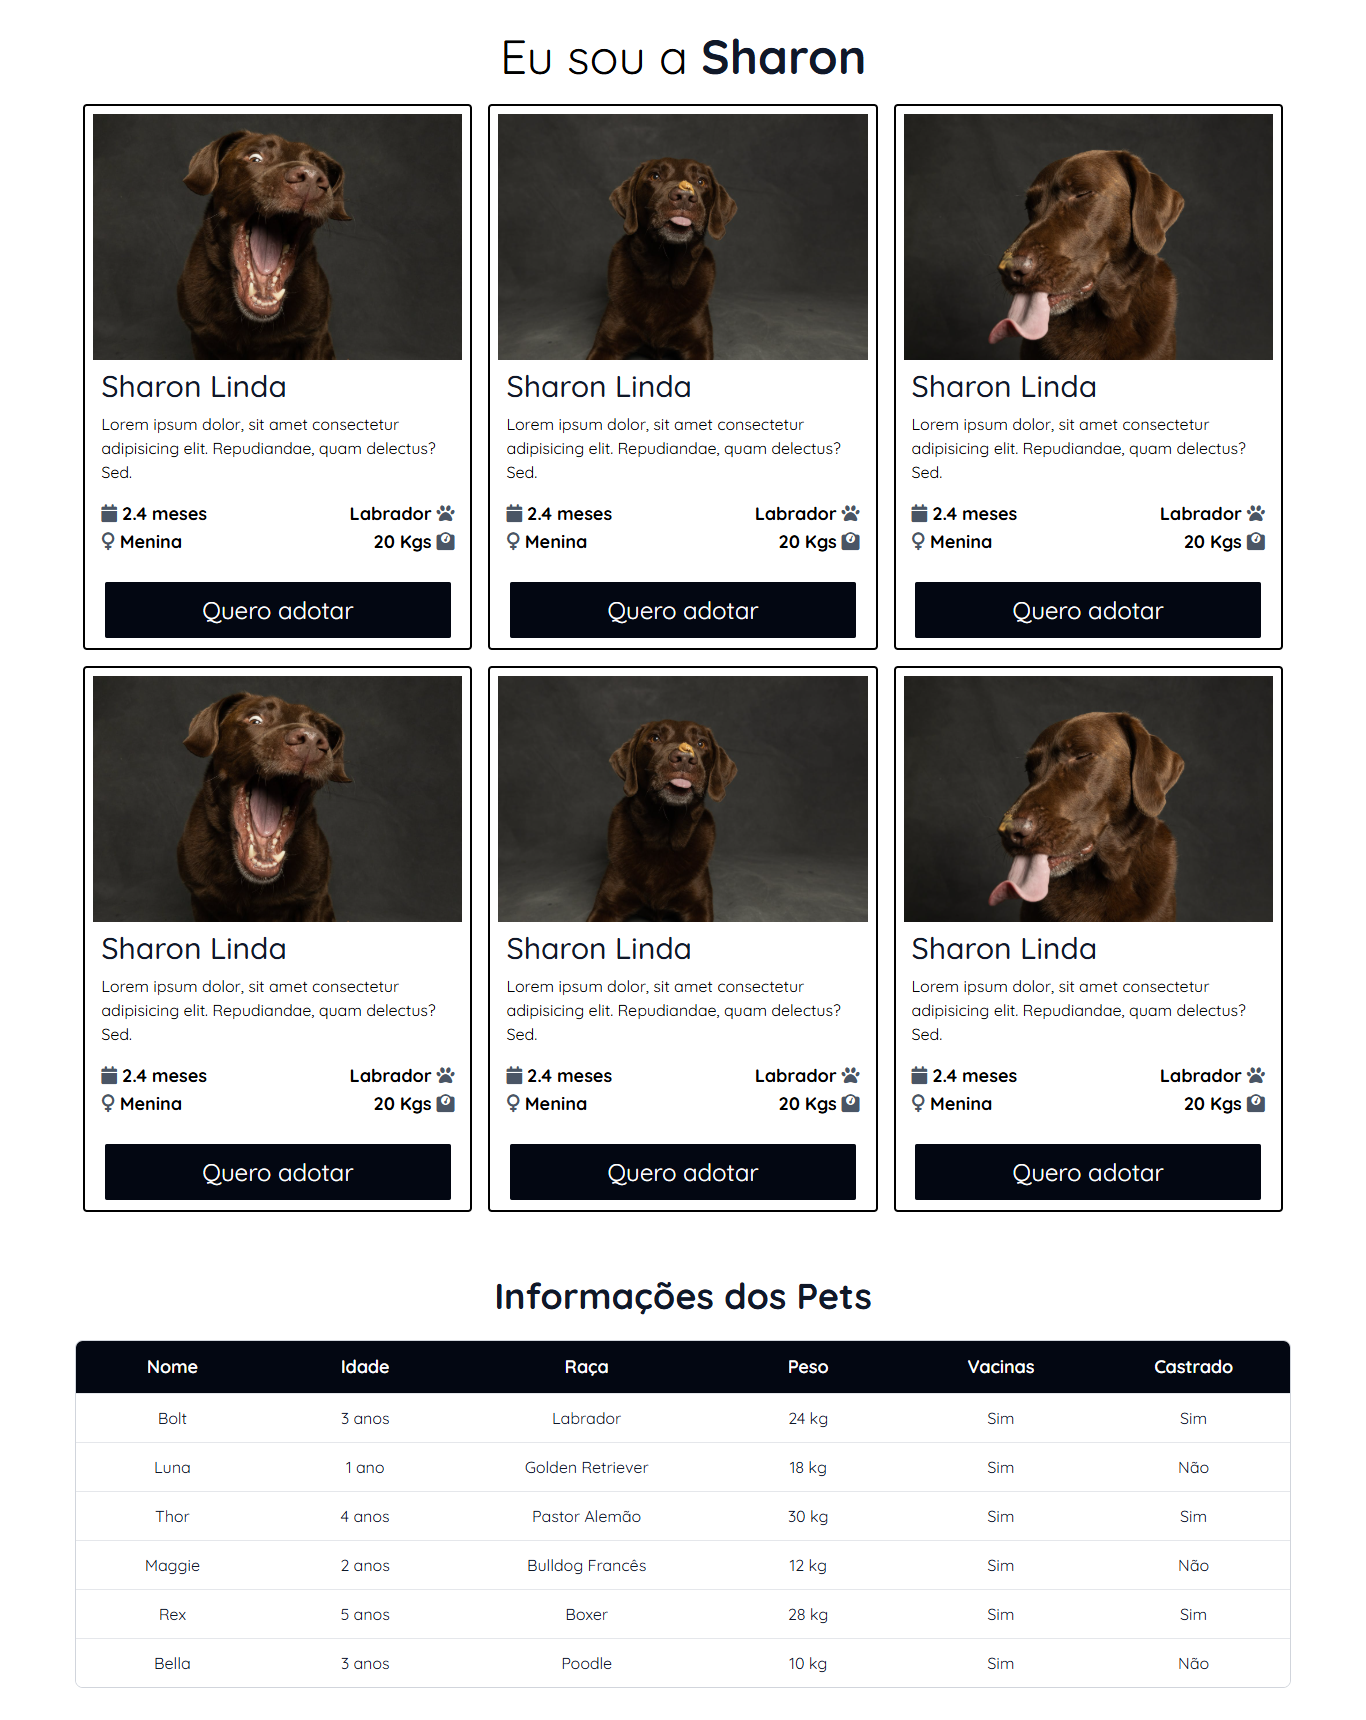 Eu sou a Sharon
Sharon Linda
Lorem ipsum dolor, sit amet consectetur
adipisicing elit. Repudiandae, quam delectus?
Sed.
2.4 meses Labrador
Menina 20 Kgs
Quero adotar
Sharon Linda
Lorem ipsum dolor, sit amet consectetur
adipisicing elit. Repudiandae, quam delectus?
Sed.
2.4 meses Labrador
Menina 20 Kgs
Quero adotar
Sharon Linda
Lorem ipsum dolor, sit amet consectetur
adipisicing elit. Repudiandae, quam delectus?
Sed.
2.4 meses Labrador
Menina 20 Kgs
Quero adotar
Sharon Linda
Lorem ipsum dolor, sit amet consectetur
adipisicing elit. Repudiandae, quam delectus?
Sed.
2.4 meses Labrador
Menina 20 Kgs
Quero adotar
Sharon Linda
Lorem ipsum dolor, sit amet consectetur
adipisicing elit. Repudiandae, quam delectus?
Sed.
2.4 meses Labrador
Menina 20 Kgs
Quero adotar
Sharon Linda
Lorem ipsum dolor, sit amet consectetur
adipisicing elit. Repudiandae, quam delectus?
Sed.
2.4 meses Labrador
Menina 20 Kgs
Quero adotar
Informações dos Pets
Nome Idade Raça Peso Vacinas Castrado
Bolt 3 anos Labrador 24 kg Sim Sim
Luna 1 ano Golden Retriever 18 kg Sim Não
Thor 4 anos Pastor Alemão 30 kg Sim Sim
Maggie 2 anos Bulldog Francês 12 kg Sim Não
Rex 5 anos Boxer 28 kg Sim Sim
Bella 3 anos Poodle 10 kg Sim Não